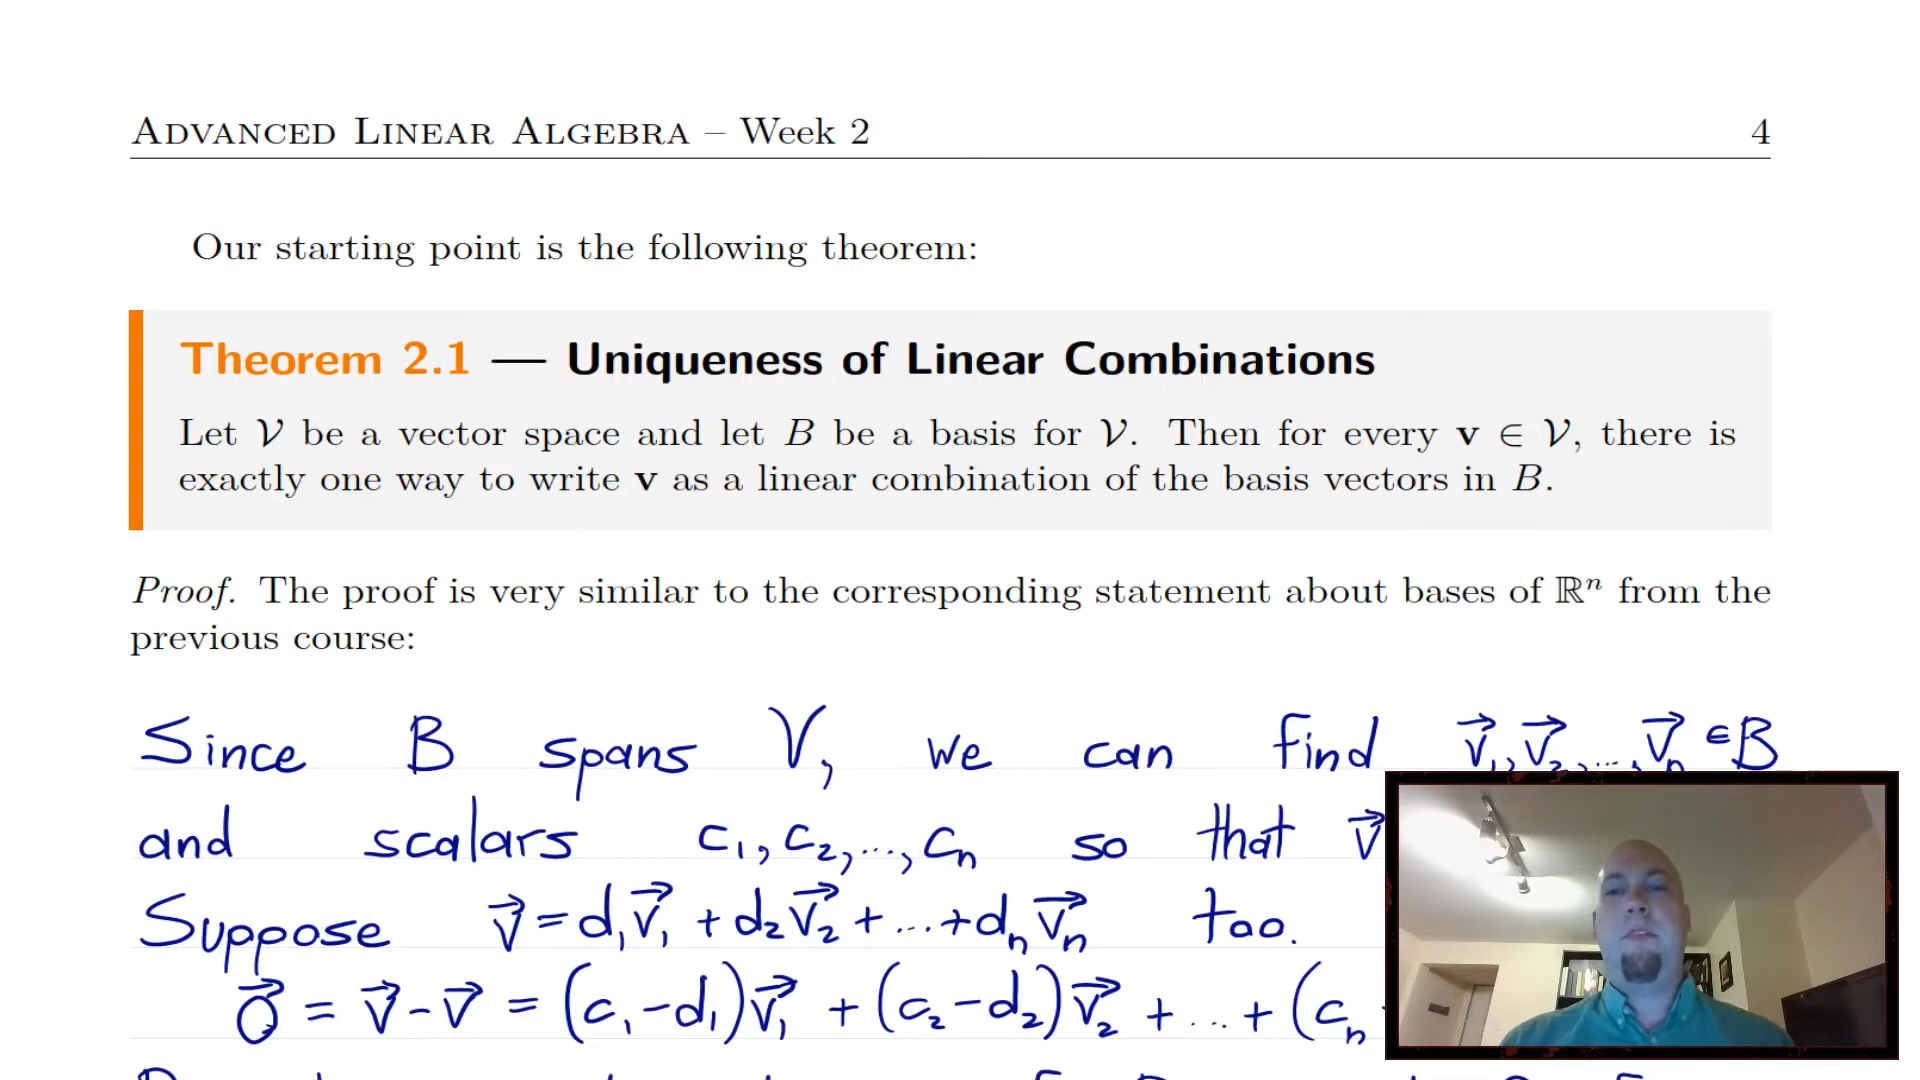 ADVANCED LINEAR ALGEBRA – Week 2 4
Our starting point is the following theorem:
Theorem 2.1 — Uniqueness of Linear Combinations
Let 𝒱 be a vector space and let B be a basis for 𝒱. Then for every v ∈ 𝒱, there is
exactly one way to write v as a linear combination of the basis vectors in B.
Proof. The proof is very similar to the corresponding statement about bases of ℝⁿ from the
previous course:
Since B spans 𝒱, we can find v⃗₁, v⃗₂, ..., v⃗ₙ ∈ B
and scalars c₁, c₂, ..., cₙ so that v⃗
Suppose v⃗ = d₁v⃗₁ + d₂v⃗₂ + ... + dₙv⃗ₙ too.
0⃗ = v⃗ - v⃗ = (c₁-d₁)v⃗₁ + (c₂-d₂)v⃗₂ + ... + (cₙ